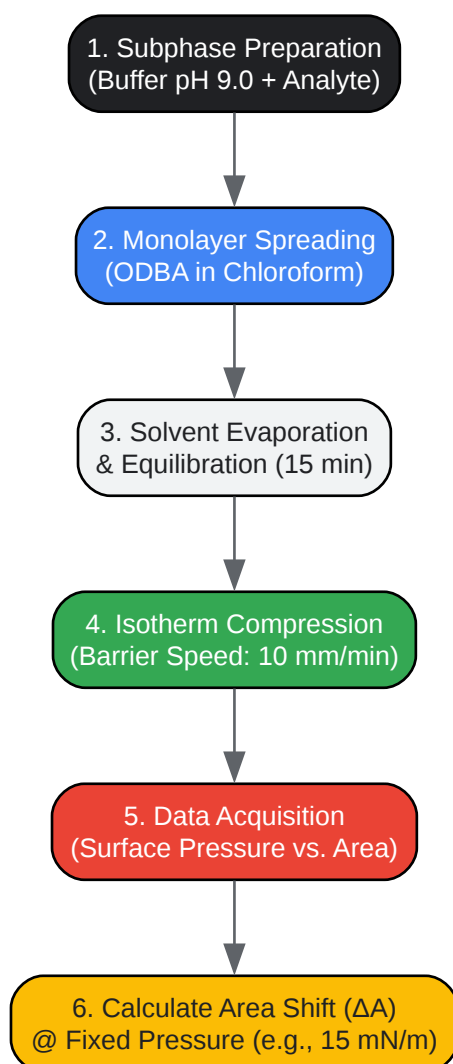 1. Subphase Preparation
(Buffer pH 9.0 + Analyte)
2. Monolayer Spreading
(ODBA in Chloroform)
3. Solvent Evaporation
& Equilibration (15 min)
4. Isotherm Compression
(Barrier Speed: 10 mm/min)
5. Data Acquisition
(Surface Pressure vs. Area)
6. Calculate Area Shift (ΔA)
@ Fixed Pressure (e.g., 15 mN/m)